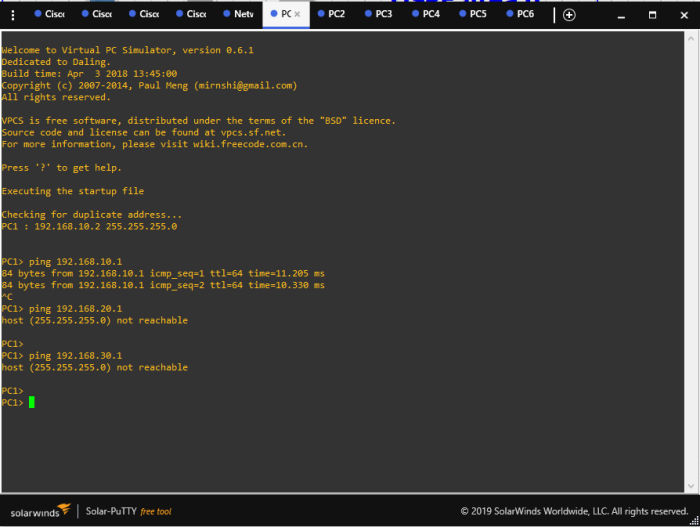 Cisco
Cisco
Cisco
Cisco
Netw
PC
PC2
PC3
PC4
PC5
PC6
Welcome to Virtual PC Simulator, version 0.6.1
Dedicated to Daling.
Build time: Apr  3 2018 13:45:00
Copyright (c) 2007-2014, Paul Meng (mirnshi@gmail.com)
All rights reserved.
VPCS is free software, distributed under the terms of the "BSD" licence.
Source code and license can be found at vpcs.sf.net.
For more information, please visit wiki.freecode.com.cn.
Press '?' to get help.
Executing the startup file
Checking for duplicate address...
PC1 : 192.168.10.2 255.255.255.0
PC1> ping 192.168.10.1
84 bytes from 192.168.10.1 icmp_seq=1 ttl=64 time=11.205 ms
84 bytes from 192.168.10.1 icmp_seq=2 ttl=64 time=10.330 ms
^C
PC1> ping 192.168.20.1
host (255.255.255.0) not reachable
PC1>
PC1> ping 192.168.30.1
host (255.255.255.0) not reachable
PC1>
PC1>
solarwinds
Solar-PuTTY free tool
© 2019 SolarWinds Worldwide, LLC. All rights reserved.